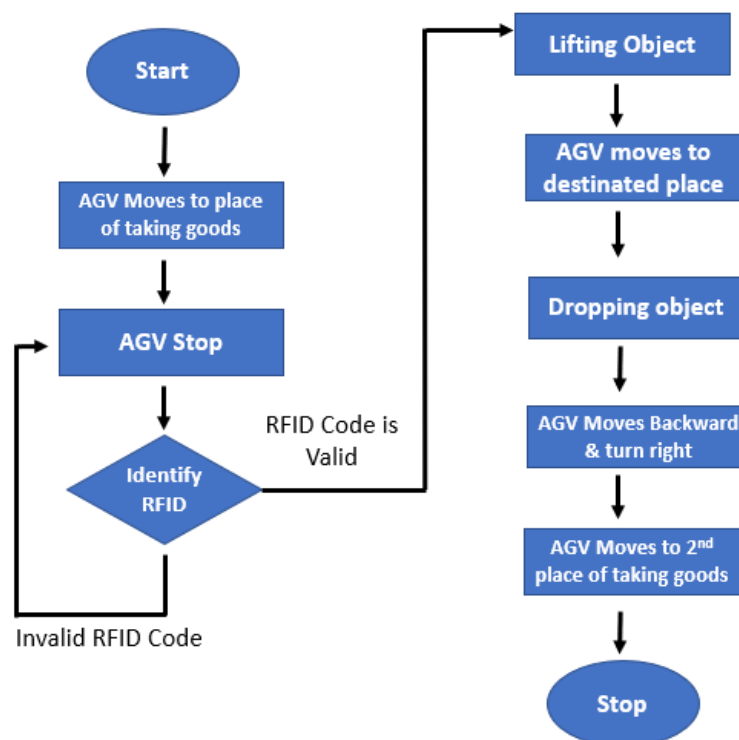 Start
AGV Moves to place
of taking goods
AGV Stop
Identify
RFID
Invalid RFID Code
RFID Code is
Valid
Lifting Object
AGV moves to
destinated place
Dropping object
AGV Moves Backward
& turn right
AGV Moves to 2nd
place of taking goods
Stop